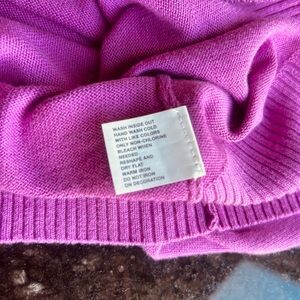 WASH INSIDE OUT
HAND WASH COLD
WITH LIKE COLORS
ONLY NON-CHLORINE
BLEACH WHEN
NEEDED
RESHAPE AND
DRY FLAT
WARM IRON
DO NOT IRON
ON DECORATION